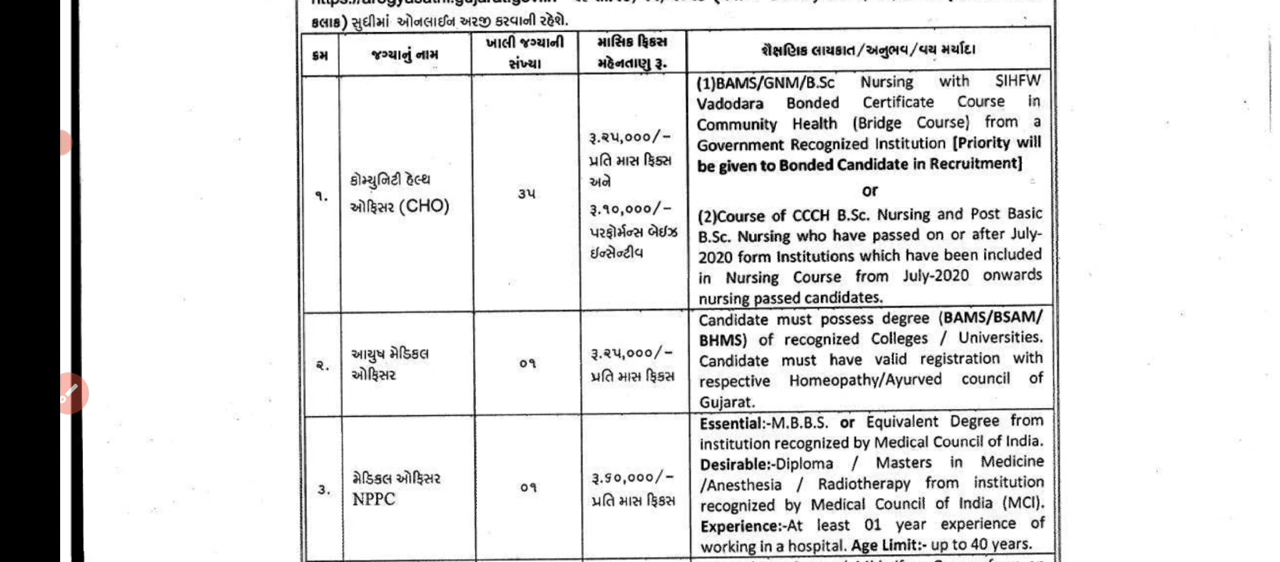 કલાક) સુધીમાં ઓનલાઈન અરજી કરવાની રહેશે.
ક્રમ
જગ્યાનું નામ
ખાલી જગ્યાની
સંખ્યા
માસિક ફિકસ
મહેનતાણુ રૂ.
શૈક્ષણિક લાયકાત/અનુભવ/વય મર્યાદા
૧.
કોમ્યુનિટી હેલ્થ
ઓફિસર (CHO)
૩૫
રૂ.૨૫,૦૦૦/-
પ્રતિ માસ ફિક્સ
અને
રૂ.૧૦,૦૦૦/-
પરફોર્મન્સ બેઈઝ
ઈન્સેન્ટીવ
(1)BAMS/GNM/B.Sc Nursing with SIHFW
Vadodara Bonded Certificate Course in
Community Health (Bridge Course) from a
Government Recognized Institution [Priority will
be given to Bonded Candidate in Recruitment]
or
(2)Course of CCCH B.Sc. Nursing and Post Basic
B.Sc. Nursing who have passed on or after July-
2020 form Institutions which have been included
in Nursing Course from July-2020 onwards
nursing passed candidates.
૨.
આયુષ મેડિકલ
ઓફિસર
૦૧
રૂ.૨૫,૦૦૦/-
પ્રતિ માસ ફિકસ
Candidate must possess degree (BAMS/BSAM/
BHMS) of recognized Colleges / Universities.
Candidate must have valid registration with
respective Homeopathy/Ayurved council of
Gujarat.
૩.
મેડિકલ ઓફિસર
NPPC
૦૧
રૂ.૬૦,૦૦૦/-
પ્રતિ માસ ફિકસ
Essential:-M.B.B.S. or Equivalent Degree from
institution recognized by Medical Council of India.
Desirable:-Diploma / Masters in Medicine
/Anesthesia / Radiotherapy from institution
recognized by Medical Council of India (MCI).
Experience:-At least 01 year experience of
working in a hospital. Age Limit:- up to 40 years.